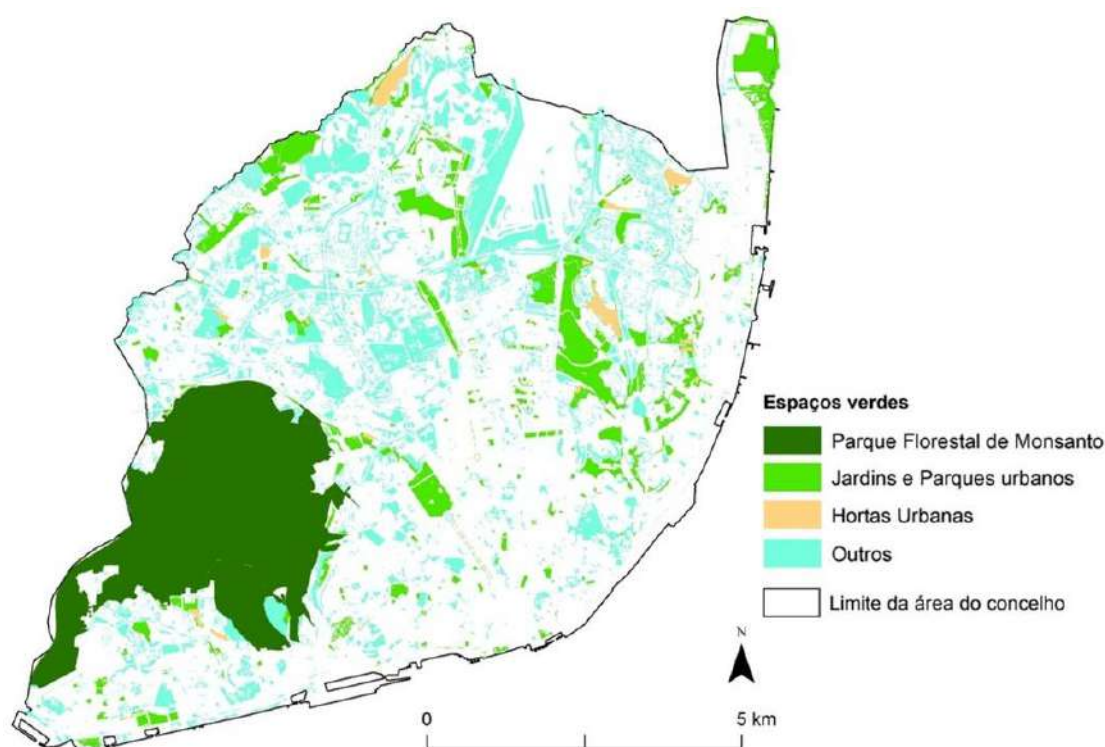 Espaços verdes
Parque Florestal de Monsanto
Jardins e Parques urbanos
Hortas Urbanas
Outros
Limite da área do concelho
N
0 5 km